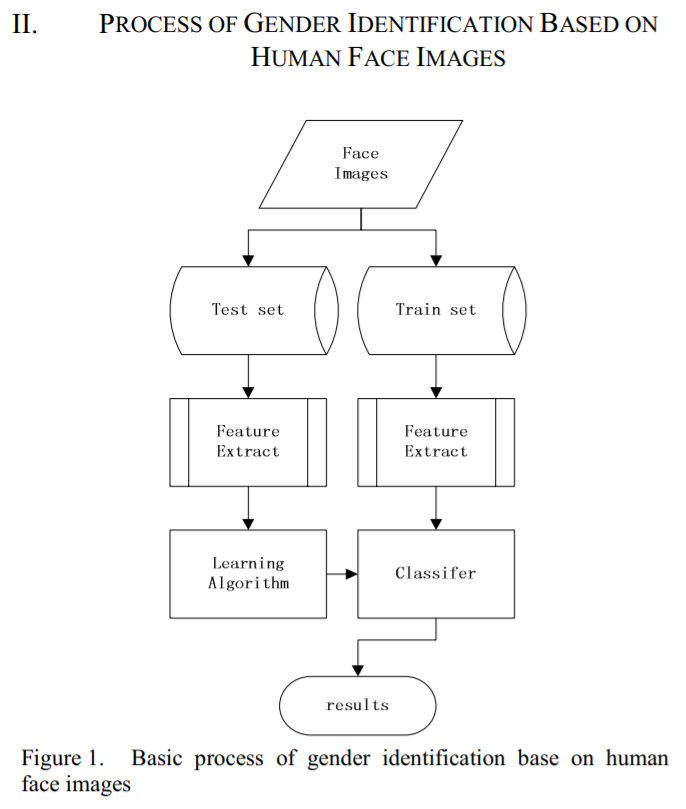 II. PROCESS OF GENDER IDENTIFICATION BASED ON
HUMAN FACE IMAGES
Face
Images
Test set
Train set
Feature
Extract
Feature
Extract
Learning
Algorithm
Classifer
results
Figure 1. Basic process of gender identification base on human
face images